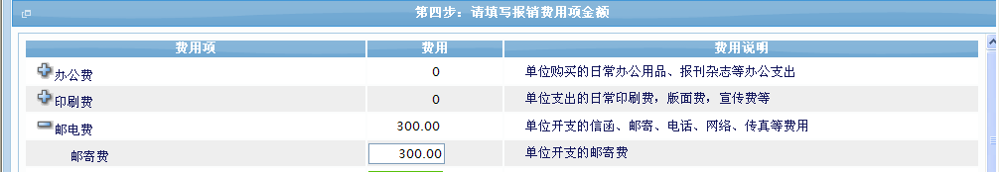 第四步：请填写报销费用项金额
费用项 费用 费用说明
办公费 0 单位购买的日常办公用品、报刊杂志等办公支出
印刷费 0 单位支出的日常印刷费，版面费，宣传费等
邮电费 300.00 单位开支的信函、邮寄、电话、网络、传真等费用
邮寄费 300.00 单位开支的邮寄费